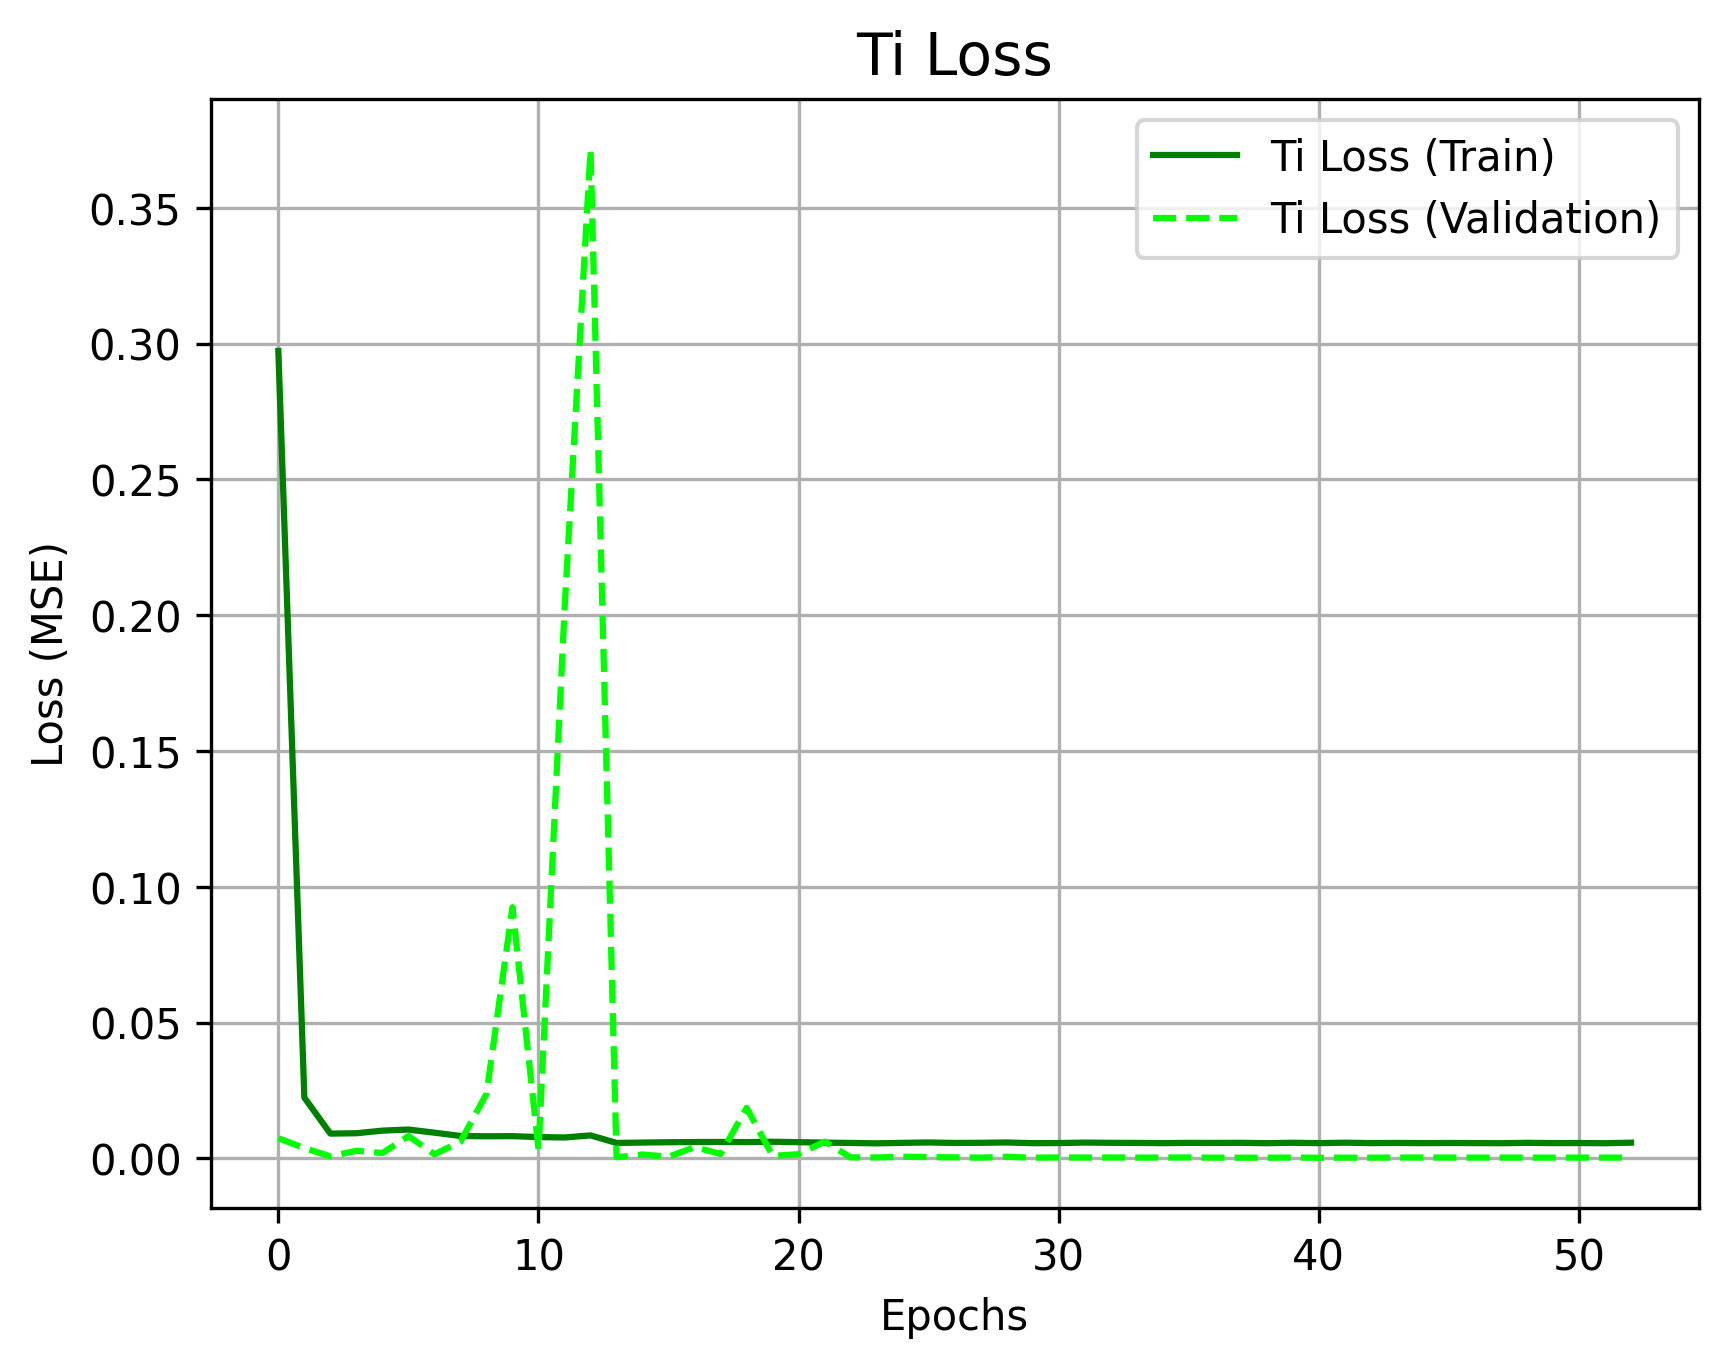 Ti Loss
Ti Loss (Train)
Ti Loss (Validation)
Loss (MSE)
0.35
0.30
0.25
0.20
0.15
0.10
0.05
0.00
0 10 20 30 40 50
Epochs